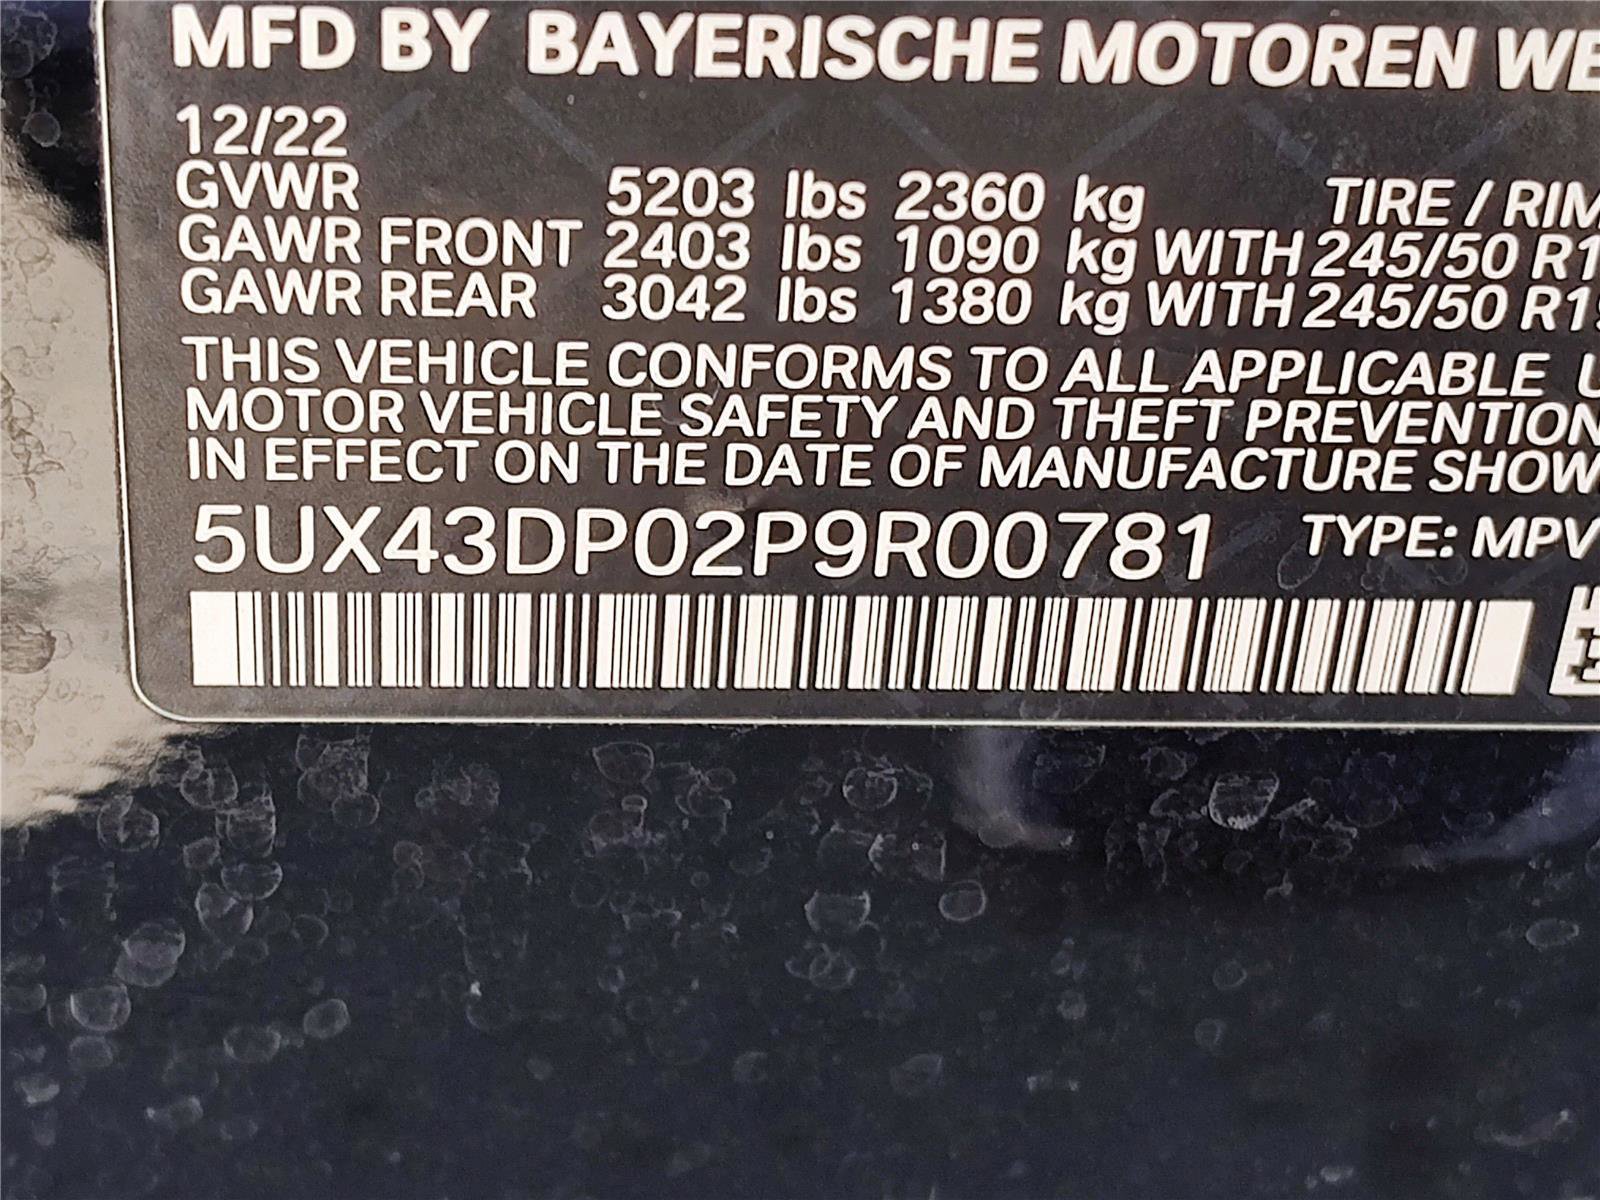 MFD BY BAYERISCHE MOTOREN WE
12/22
GVWR 5203 lbs 2360 kg TIRE / RIM
GAWR FRONT 2403 lbs 1090 kg WITH 245/50 R1
GAWR REAR 3042 lbs 1380 kg WITH 245/50 R19
THIS VEHICLE CONFORMS TO ALL APPLICABLE U
MOTOR VEHICLE SAFETY AND THEFT PREVENTION
IN EFFECT ON THE DATE OF MANUFACTURE SHOW
5UX43DP02P9R00781 TYPE: MPV